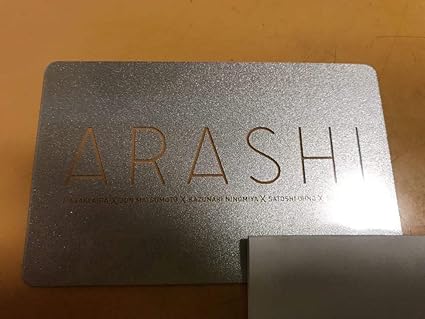 ARASHI
JUN MATSUMOTO X KAZUNARI NINOMIYA X SATOSHI OHNO X